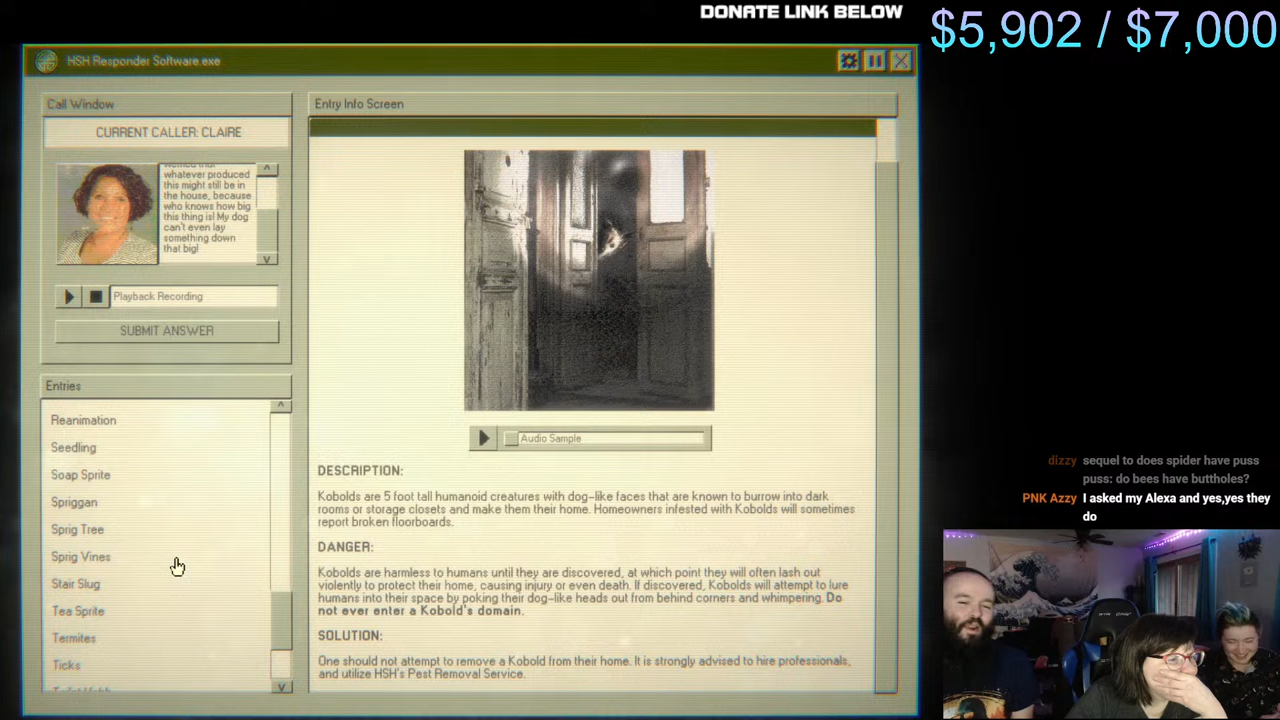 DONATE LINK BELOW
$5,902 / $7,000
HSH Responder Software.exe
Call Window
CURRENT CALLER: CLAIRE
whatever produced
this might still be in
the house, because
who knows how big
this thing is! My dog
can't even lay
something down
that big!
Playback Recording
SUBMIT ANSWER
Entries
Reanimation
Seedling
Soap Sprite
Spriggan
Sprig Tree
Sprig Vines
Stair Slug
Tea Sprite
Termites
Ticks
Entry Info Screen
Audio Sample
DESCRIPTION:
Kobolds are 5 foot tall humanoid creatures with dog-like faces that are known to burrow into dark
rooms or storage closets and make them their home. Homeowners infested with Kobolds will sometimes
report broken floorboards.
DANGER:
Kobolds are harmless to humans until they are discovered, at which point they will often lash out
violently to protect their home, causing injury or even death. If discovered, Kobolds will attempt to lure
humans into their space by poking their dog-like heads out from behind corners and whimpering. Do
not ever enter a Kobold's domain.
SOLUTION:
One should not attempt to remove a Kobold from their home. It is strongly advised to hire professionals,
and utilize HSH's Pest Removal Service.
dizzy sequel to does spider have puss
puss: do bees have buttholes?
PNK Azzy I asked my Alexa and yes,yes they
do